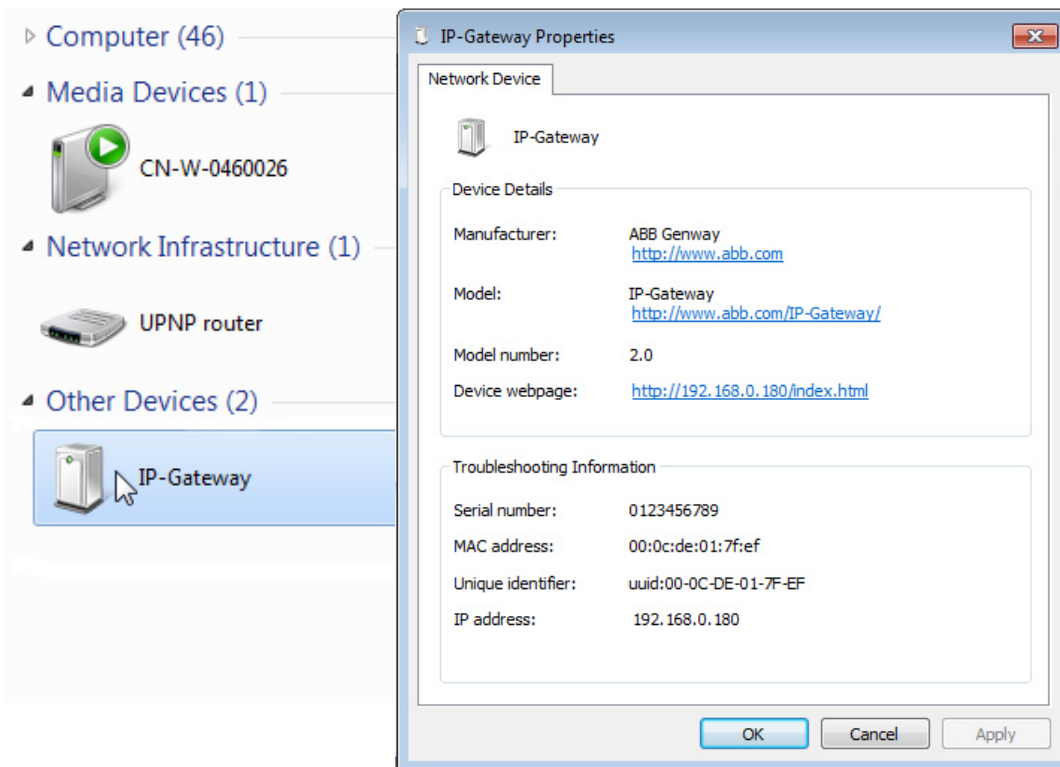 Computer (46)
Media Devices (1)
CN-W-0460026
Network Infrastructure (1)
UPNP router
Other Devices (2)
IP-Gateway
IP-Gateway Properties
Network Device
IP-Gateway
Device Details
Manufacturer: ABB Genway
http://www.abb.com
Model: IP-Gateway
http://www.abb.com/IP-Gateway/
Model number: 2.0
Device webpage: http://192.168.0.180/index.html
Troubleshooting Information
Serial number: 0123456789
MAC address: 00:0c:de:01:7f:ef
Unique identifier: uuid:00-0C-DE-01-7F-EF
IP address: 192.168.0.180
OK Cancel Apply